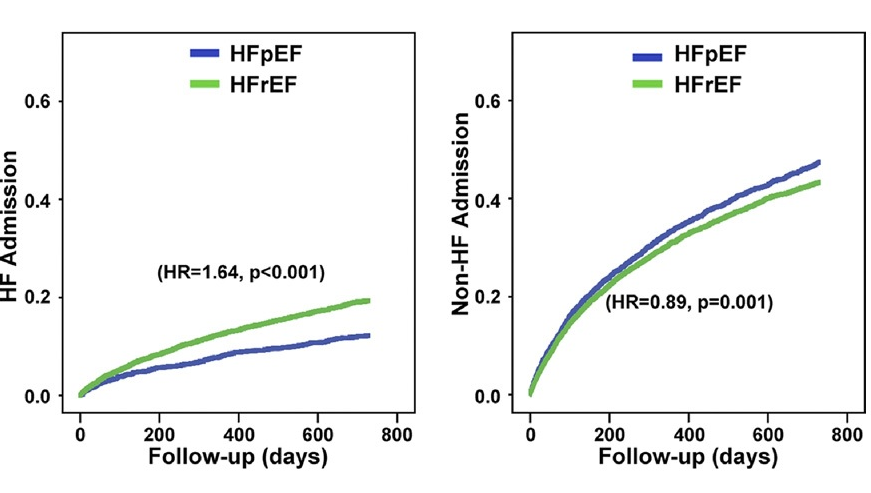 HFpEF
HFrEF
HF Admission
0.6
0.4
0.2
0.0
(HR=1.64, p<0.001)
0 200 400 600 800
Follow-up (days)
HFpEF
HFrEF
Non-HF Admission
0.6
0.4
0.2
0.0
(HR=0.89, p=0.001)
0 200 400 600 800
Follow-up (days)